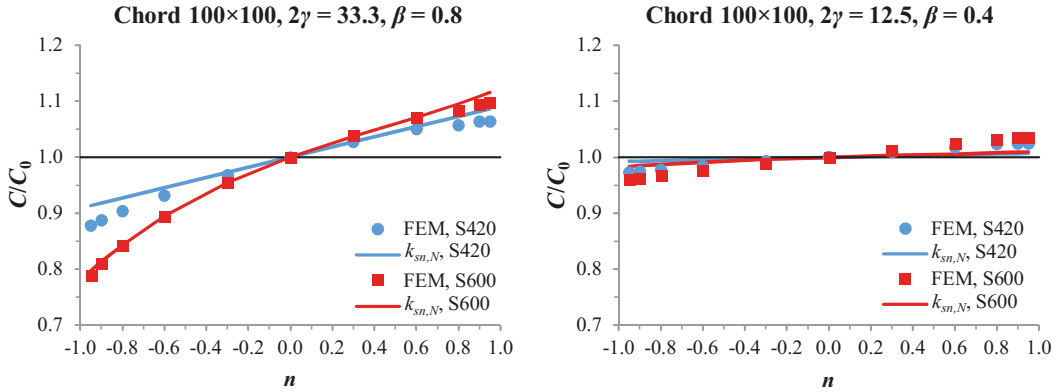 Chord 100×100, 2γ = 33.3, β = 0.8
1.2
1.1
1.0
0.9
0.8
0.7
C/C0
-1.0 -0.8 -0.6 -0.4 -0.2 0.0 0.2 0.4 0.6 0.8 1.0
n
FEM, S420
ksn,N, S420
FEM, S600
ksn,N, S600
Chord 100×100, 2γ = 12.5, β = 0.4
1.2
1.1
1.0
0.9
0.8
0.7
C/C0
-1.0 -0.8 -0.6 -0.4 -0.2 0.0 0.2 0.4 0.6 0.8 1.0
n
FEM, S420
ksn,N, S420
FEM, S600
ksn,N, S600